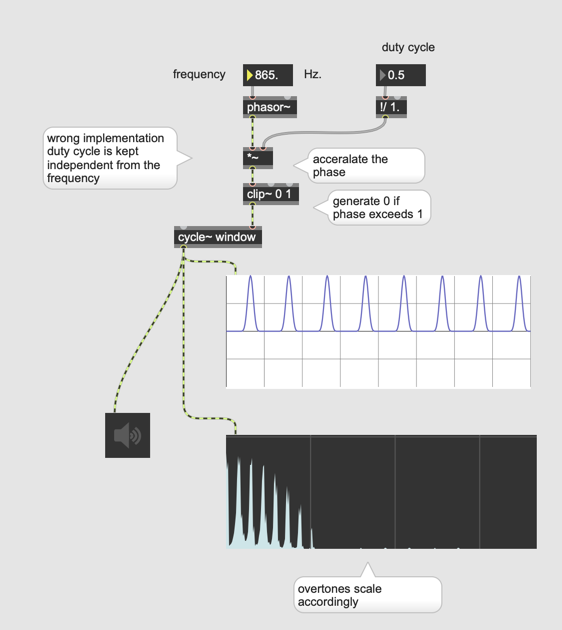 duty cycle
frequency
865.
Hz.
0.5
phasor~
!/ 1.
wrong implementation
duty cycle is kept
independent from the
frequency
*~
acceralate the
phase
clip~ 0 1
generate 0 if
phase exceeds 1
cycle~ window
overtones scale
accordingly